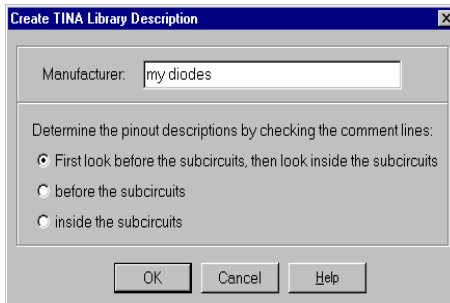 Create TINA Library Description
Manufacturer: my diodes
Determine the pinout descriptions by checking the comment lines:
First look before the subcircuits, then look inside the subcircuits
before the subcircuits
inside the subcircuits
OK Cancel Help